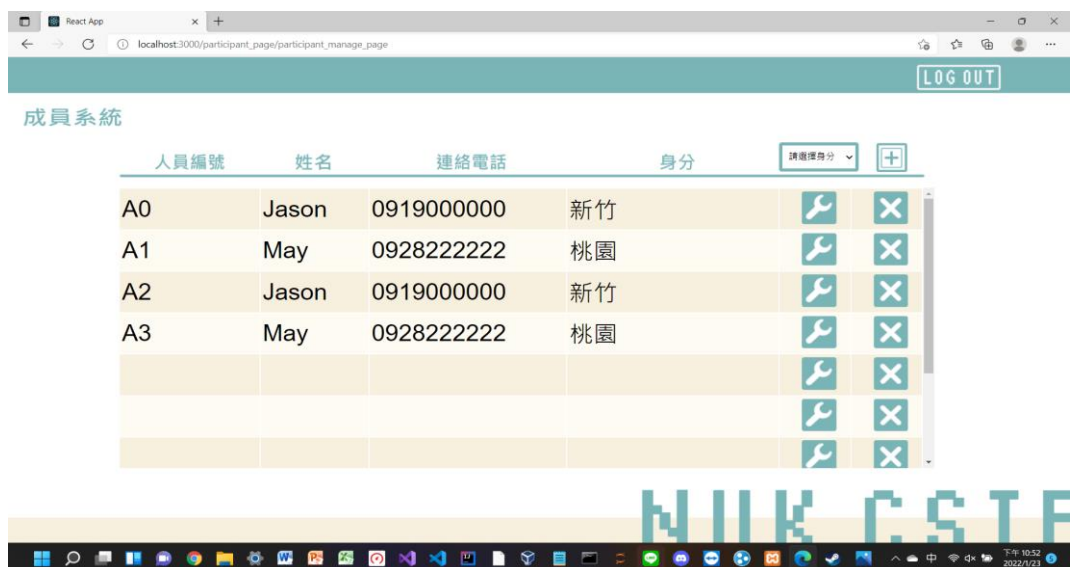 React App
localhost:3000/participant_page/participant_manage_page
LOG OUT
成員系統
人員編號 姓名 連絡電話 身分 請選擇身分
A0 Jason 0919000000 新竹
A1 May 0928222222 桃園
A2 Jason 0919000000 新竹
A3 May 0928222222 桃園
NUK CSIE
中 下午 10:52
2022/1/23